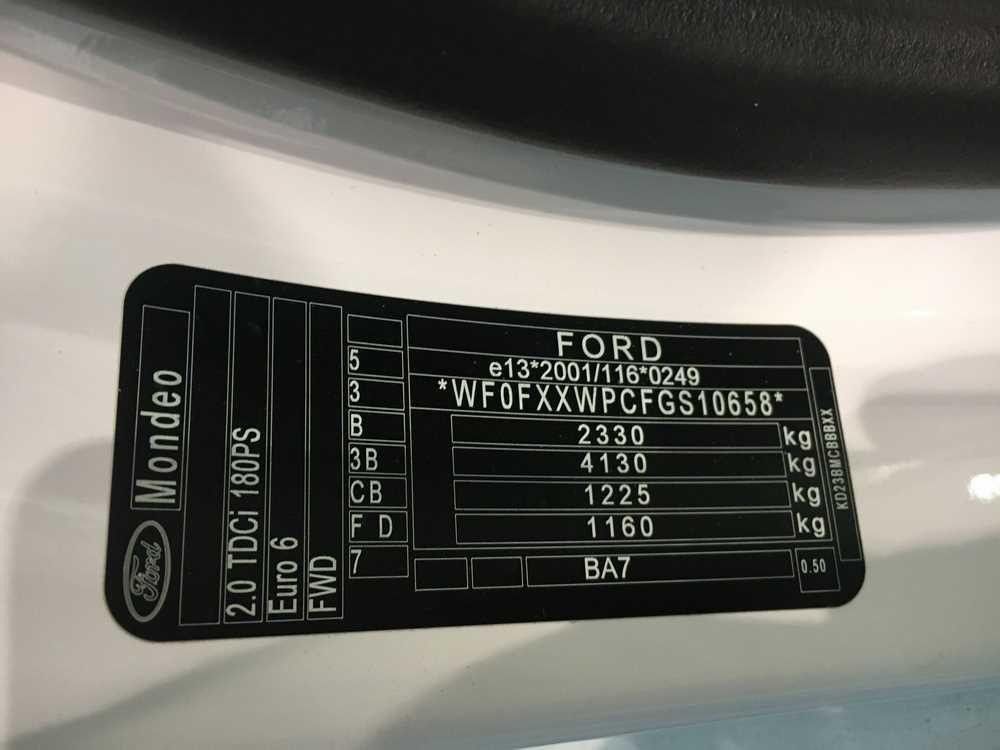 Ford
Mondeo
2.0 TDCi 180PS
Euro 6
FWD
5
3
B
3B
CB
F D
7
FORD
e13*2001/116*0249
*WF0FXXWPCFGS10658*
2330 kg
4130 kg
1225 kg
1160 kg
BA7
0.50
KD23BMCBBBXX